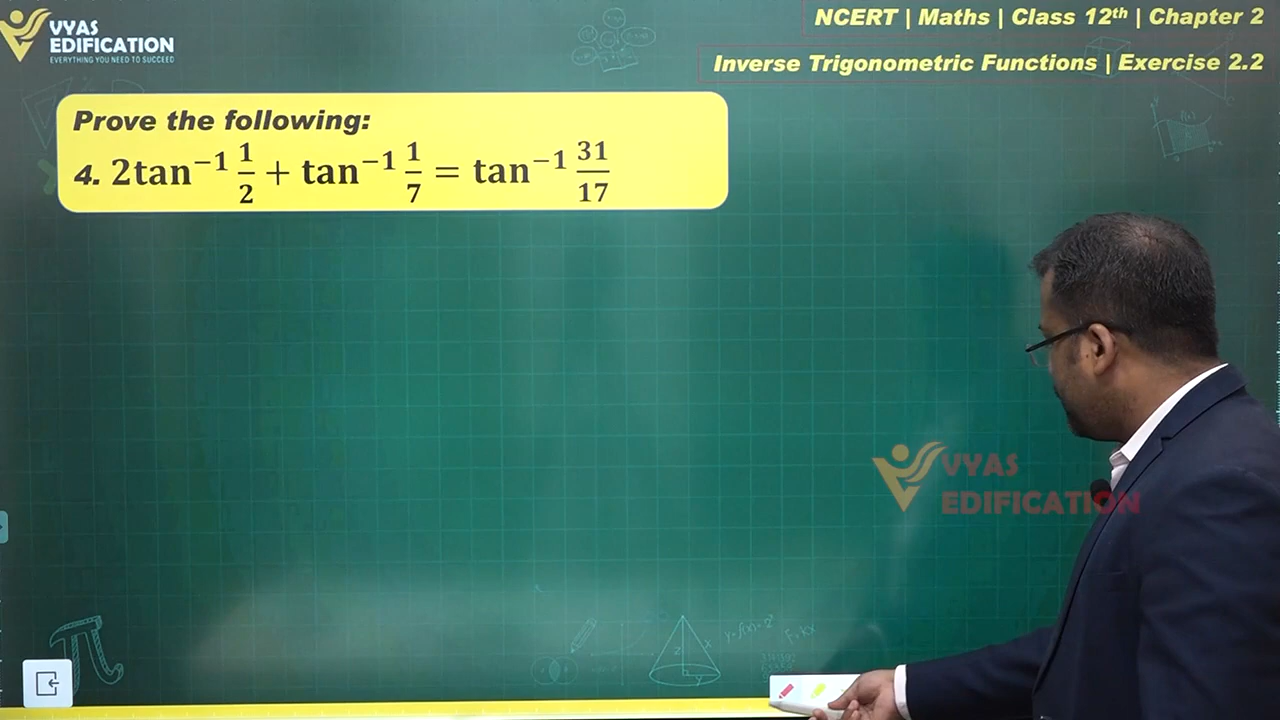 VYAS
EDIFICATION
EVERYTHING YOU NEED TO SUCCEED
NCERT | Maths | Class 12th | Chapter 2
Inverse Trigonometric Functions | Exercise 2.2
Prove the following:
4. 2tan⁻¹ 1/2 + tan⁻¹ 1/7 = tan⁻¹ 31/17
VYAS
EDIFICATION